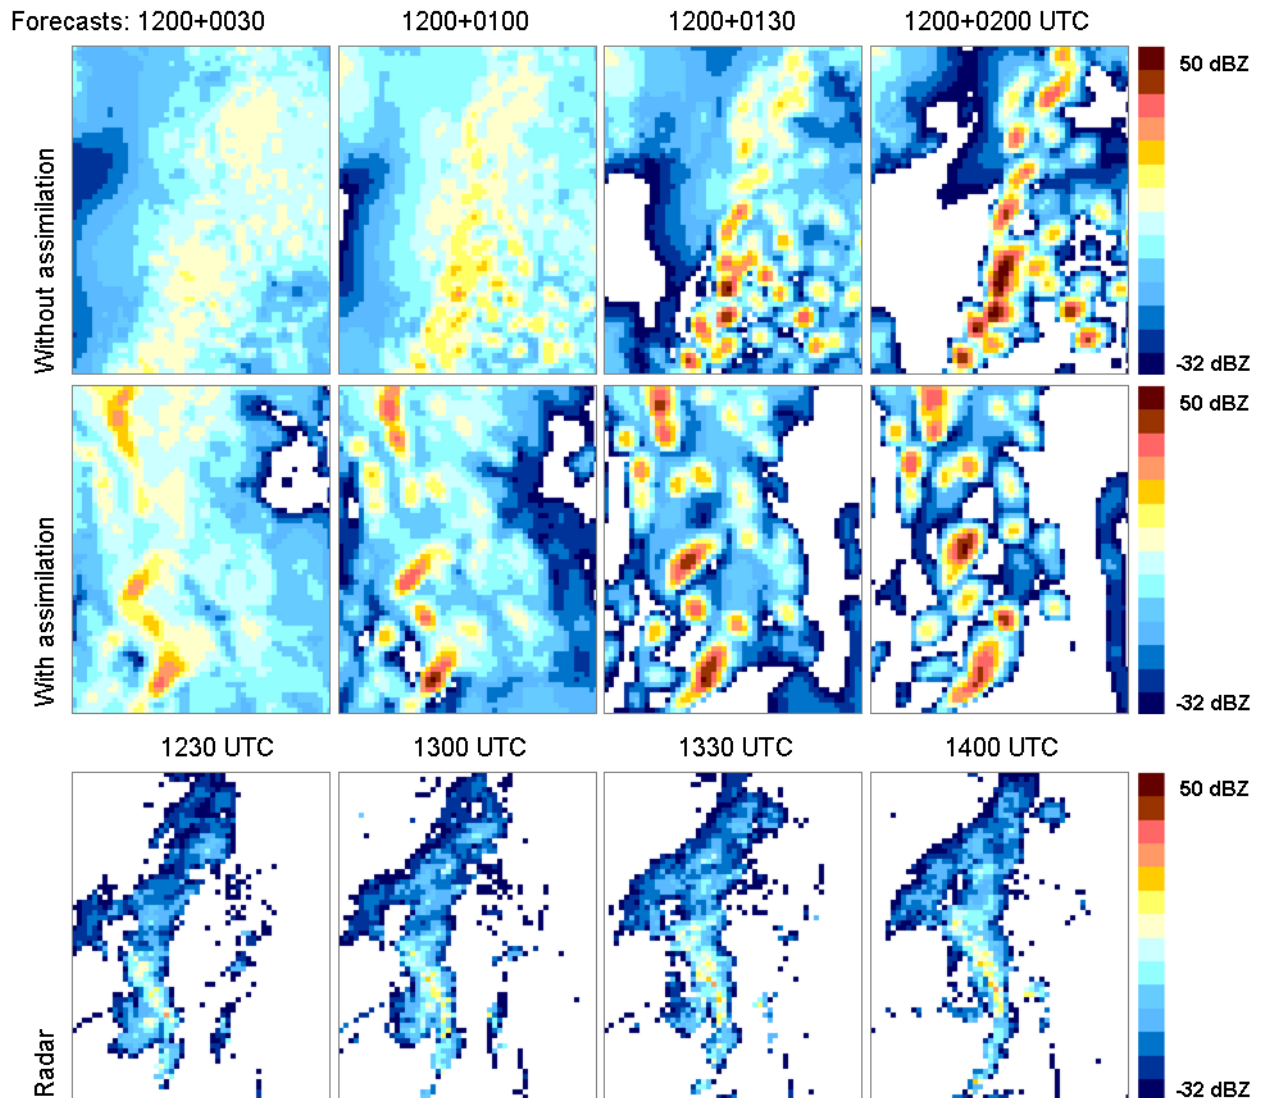 Forecasts: 1200+0030 1200+0100 1200+0130 1200+0200 UTC
Without assimilation
50 dBZ
-32 dBZ
With assimilation
50 dBZ
-32 dBZ
1230 UTC 1300 UTC 1330 UTC 1400 UTC
Radar
50 dBZ
-32 dBZ